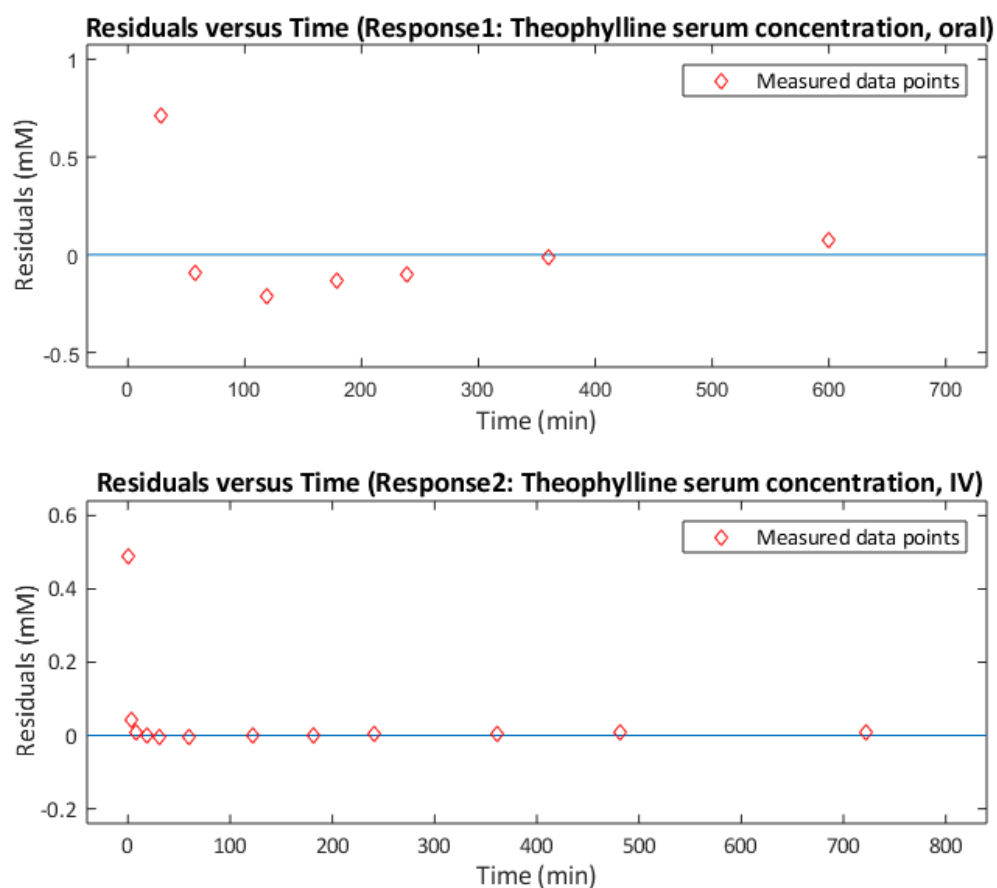 Residuals versus Time (Response1: Theophylline serum concentration, oral)
1
Measured data points
0.5
0
-0.5
Residuals (mM)
0 100 200 300 400 500 600 700
Time (min)
Residuals versus Time (Response2: Theophylline serum concentration, IV)
0.6
Measured data points
0.4
0.2
0
-0.2
Residuals (mM)
0 100 200 300 400 500 600 700 800
Time (min)